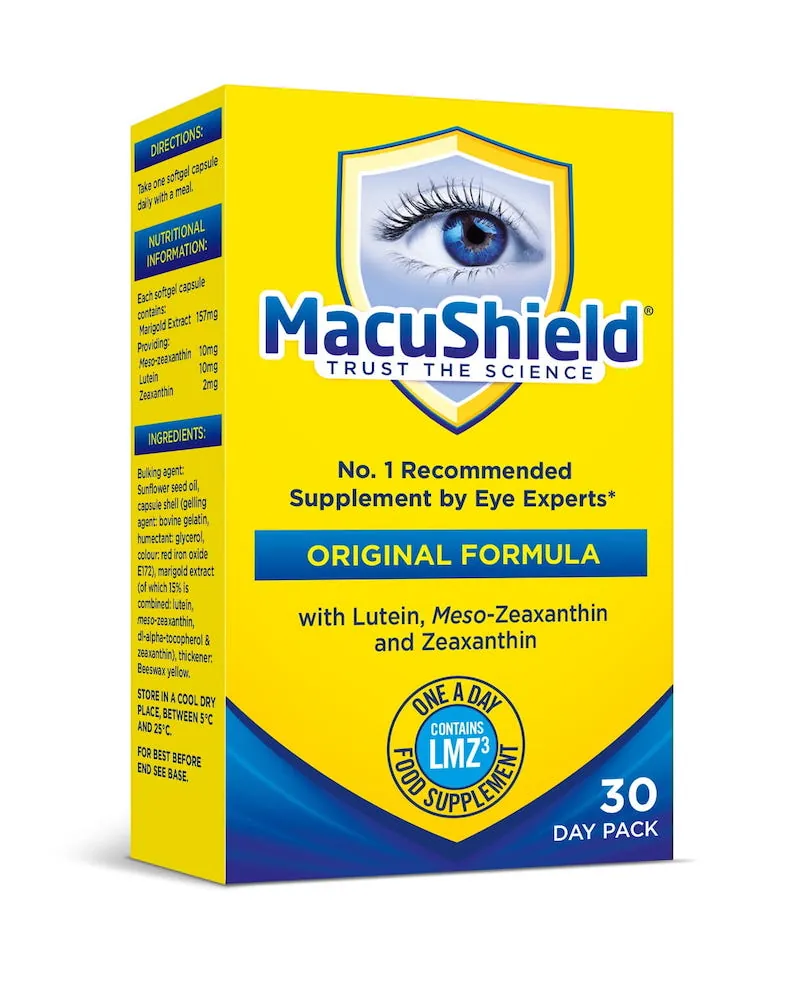 DIRECTIONS:
Take one softgel capsule
daily with a meal.
NUTRITIONAL
INFORMATION:
Each softgel capsule
contains:
Marigold Extract 157mg
Providing:
Meso-zeaxanthin 10mg
Lutein 10mg
Zeaxanthin 2mg
INGREDIENTS:
Bulking agent:
Sunflower seed oil,
capsule shell (gelling
agent: bovine gelatin,
humectant: glycerol,
colour: red iron oxide
E172), marigold extract
(of which 15% is
combined: lutein,
meso-zeaxanthin,
dl-alpha-tocopherol &
zeaxanthin), thickener:
Beeswax yellow.
STORE IN A COOL DRY
PLACE, BETWEEN 5°C
AND 25°C.
FOR BEST BEFORE
END SEE BASE.
MacuShield®
TRUST THE SCIENCE
No. 1 Recommended
Supplement by Eye Experts*
ORIGINAL FORMULA
with Lutein, Meso-Zeaxanthin
and Zeaxanthin
ONE A DAY
CONTAINS
LMZ³
FOOD SUPPLEMENT
30
DAY PACK